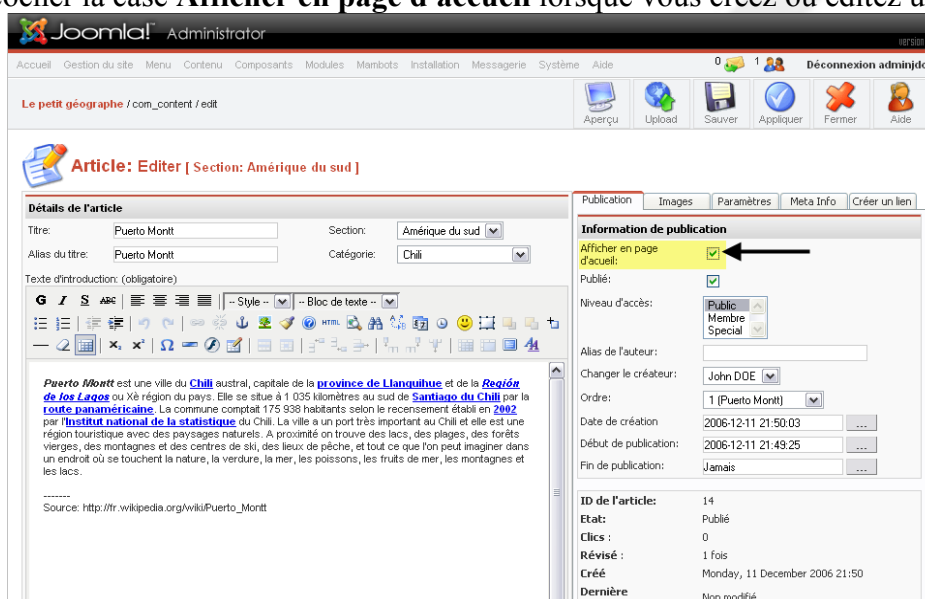 cocher la case Afficher en page d'accueil lorsque vous créez ou éditez u
Joomla! Administrator
version
Accueil Gestion du site Menu Contenu Composants Modules Mambots Installation Messagerie Système Aide 0 1 Déconnexion adminjdo
Le petit géographe / com_content / edit
Aperçu Upload Sauver Appliquer Fermer Aide
Article: Editer [ Section: Amérique du sud ]
Détails de l'article
Titre: Puerto Montt Section: Amérique du sud
Alias du titre: Puerto Montt Catégorie: Chili
Texte d'introduction: (obligatoire)
G I S ABC -- Style -- -- Bloc de texte --
HTML
Puerto Montt est une ville du Chili austral, capitale de la province de Llanquihue et de la Región
de los Lagos ou Xè région du pays. Elle se situe à 1 035 kilomètres au sud de Santiago du Chili par la
route panaméricaine. La commune comptait 175 938 habitants selon le recensement établi en 2002
par l'Institut national de la statistique du Chili. La ville a un port très important au Chili et elle est une
région touristique avec des paysages naturels. A proximité on trouve des lacs, des plages, des forêts
vierges, des montagnes et des centres de ski, des lieux de pêche, et tout ce que l'on peut imaginer dans
un endroit où se touchent la nature, la verdure, la mer, les poissons, les fruits de mer, les montagnes et
les lacs.
-------
Source: http://fr.wikipedia.org/wiki/Puerto_Montt
Publication Images Paramètres Meta Info Créer un lien
Information de publication
Afficher en page
d'acueil:
Publié:
Niveau d'accès: Public
Membre
Special
Alias de l'auteur:
Changer le créateur: John DOE
Ordre: 1 (Puerto Montt)
Date de création 2006-12-11 21:50:03 ...
Début de publication: 2006-12-11 21:49:25 ...
Fin de publication: Jamais ...
ID de l'article: 14
Etat: Publié
Clics : 0
Révisé : 1 fois
Créé Monday, 11 December 2006 21:50
Dernière
Non modifié